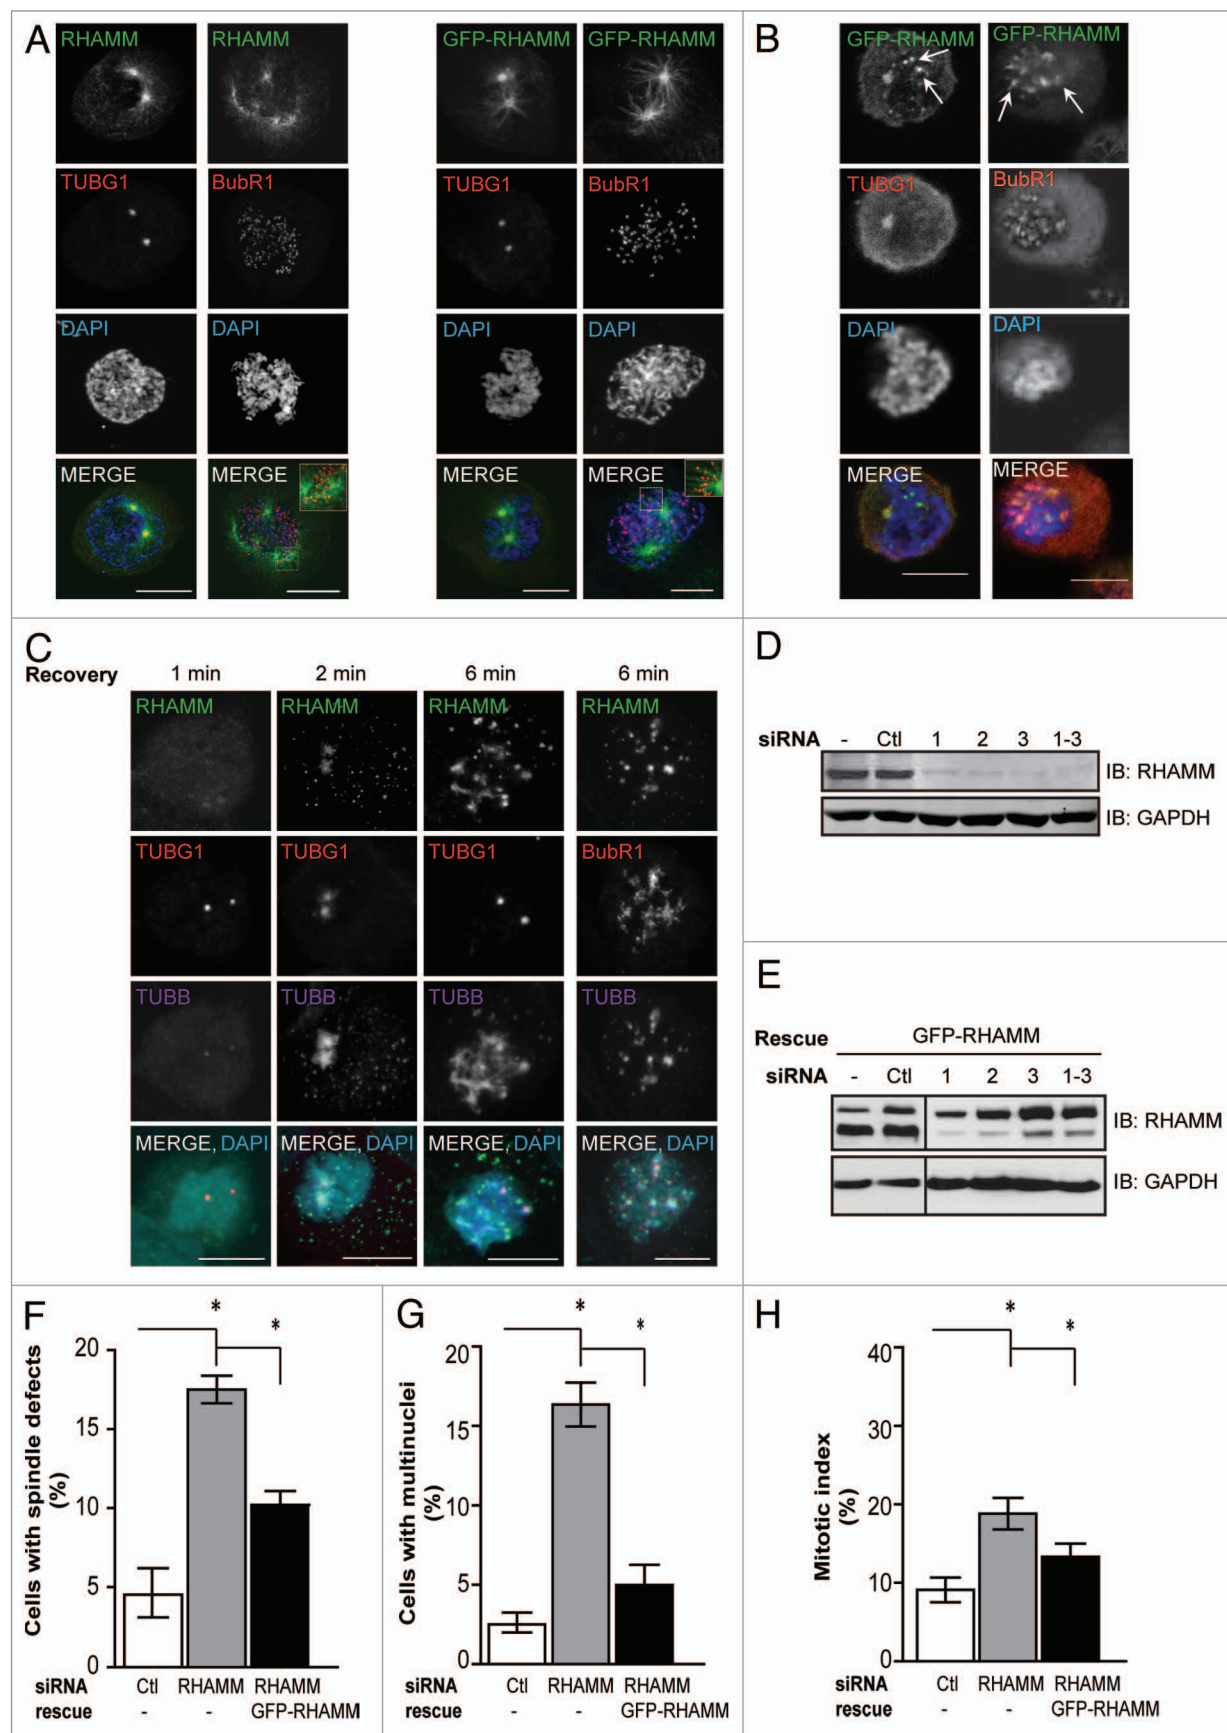 A
RHAMM RHAMM GFP-RHAMM GFP-RHAMM
TUBG1 BubR1 TUBG1 BubR1
DAPI DAPI DAPI DAPI
MERGE MERGE MERGE MERGE
B
GFP-RHAMM GFP-RHAMM
TUBG1 BubR1
DAPI DAPI
MERGE MERGE
C
Recovery 1 min 2 min 6 min 6 min
RHAMM RHAMM RHAMM RHAMM
TUBG1 TUBG1 TUBG1 BubR1
TUBB TUBB TUBB TUBB
MERGE, DAPI MERGE, DAPI MERGE, DAPI MERGE, DAPI
D
siRNA - Ctl 1 2 3 1-3
IB: RHAMM
IB: GAPDH
E
Rescue GFP-RHAMM
siRNA - Ctl 1 2 3 1-3
IB: RHAMM
IB: GAPDH
F
* *
Cells with spindle defects
(%)
20
15
10
5
0
siRNA Ctl RHAMM RHAMM
rescue - - GFP-RHAMM
G
* *
Cells with multinuclei
(%)
20
15
10
5
0
Ctl RHAMM RHAMM
- - GFP-RHAMM
H
* *
Mitotic index
(%)
40
30
20
10
0
siRNA Ctl RHAMM RHAMM
rescue - - GFP-RHAMM